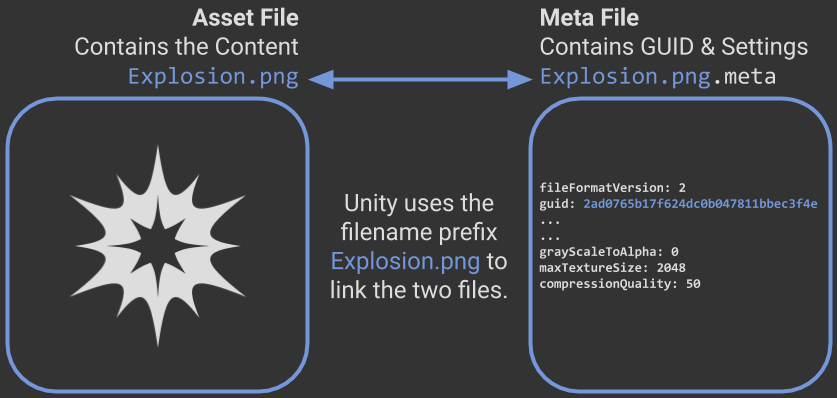 Asset File
Contains the Content
Explosion.png
Meta File
Contains GUID & Settings
Explosion.png.meta
Unity uses the
filename prefix
Explosion.png to
link the two files.
fileFormatVersion: 2
guid: 2ad0765b17f624dc0b047811bbec3f4e
...
...
grayScaleToAlpha: 0
maxTextureSize: 2048
compressionQuality: 50